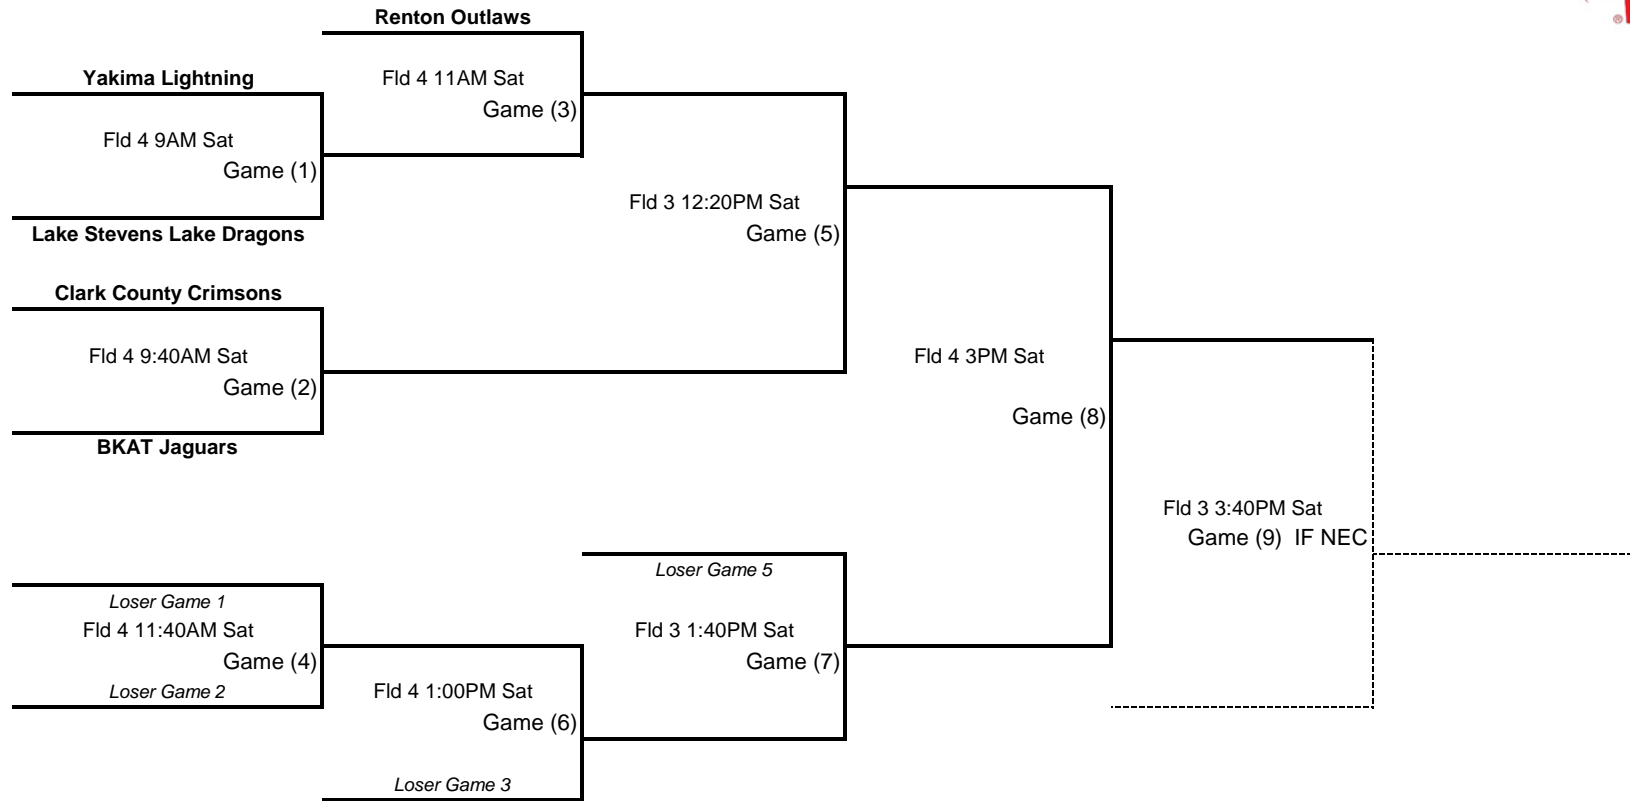 Renton Outlaws
®
Yakima Lightning
Fld 4 11AM Sat
Game (3)
Fld 4 9AM Sat
Game (1)
Fld 3 12:20PM Sat
Game (5)
Lake Stevens Lake Dragons
Clark County Crimsons
Fld 4 9:40AM Sat
Game (2)
Fld 4 3PM Sat
Game (8)
BKAT Jaguars
Fld 3 3:40PM Sat
Game (9) IF NEC
Loser Game 5
Loser Game 1
Fld 4 11:40AM Sat
Game (4)
Fld 3 1:40PM Sat
Game (7)
Loser Game 2
Fld 4 1:00PM Sat
Game (6)
Loser Game 3